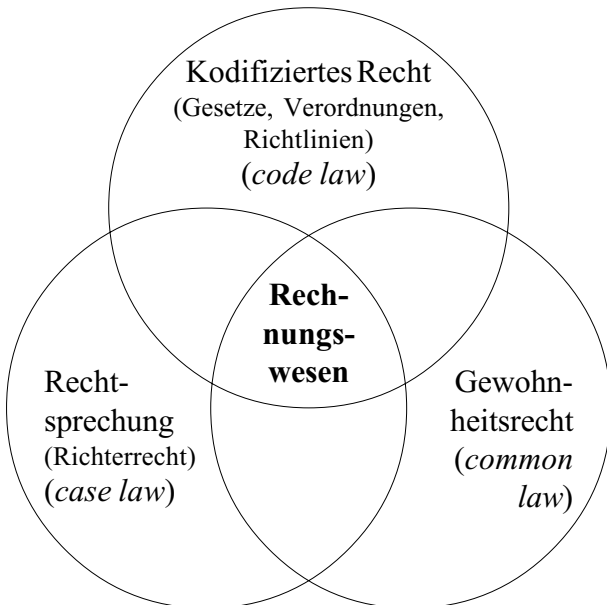 Kodifiziertes Recht
(Gesetze, Verordnungen,
Richtlinien)
(code law)
Rech-
nungs-
wesen
Recht-
sprechung
(Richterrecht)
(case law)
Gewohn-
heitsrecht
(common
law)